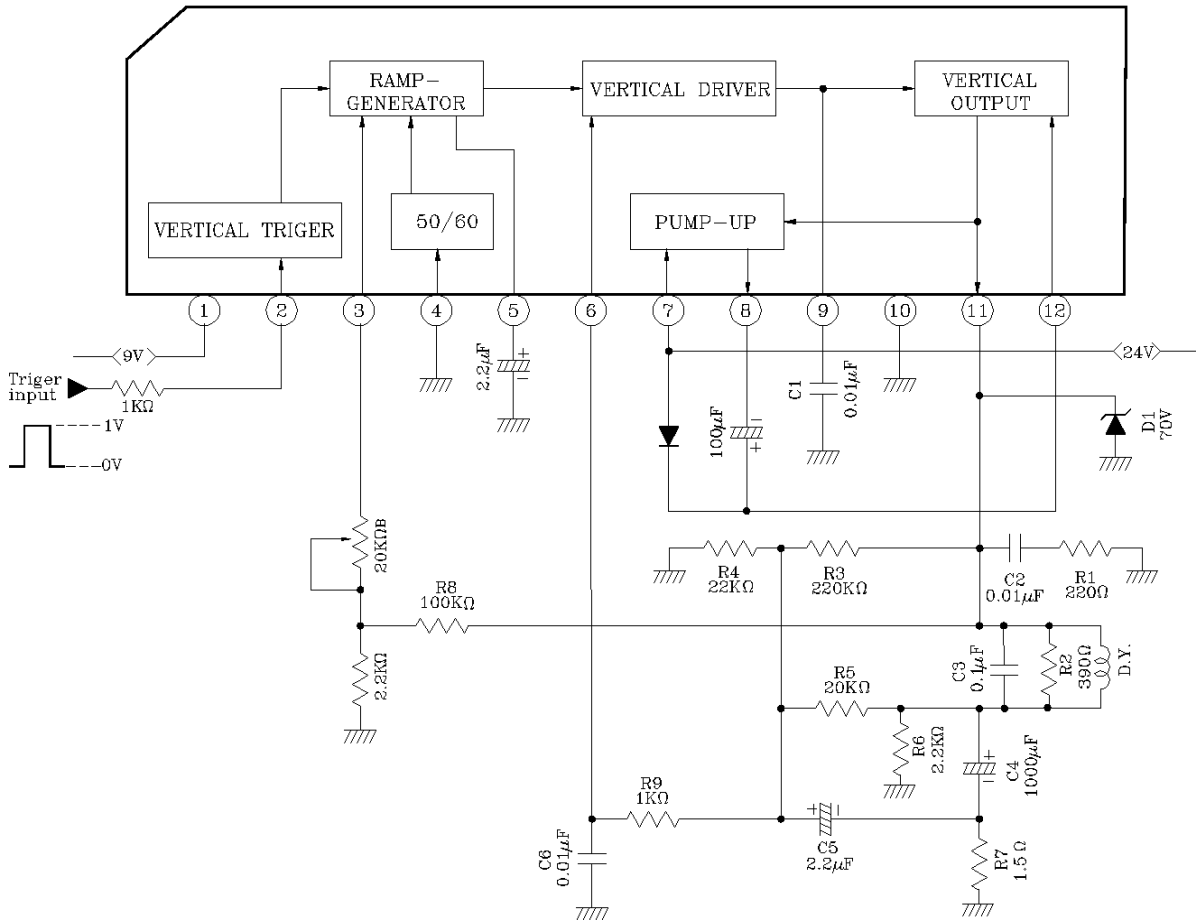 RAMP-
GENERATOR
VERTICAL DRIVER
VERTICAL
OUTPUT
VERTICAL TRIGER
50/60
PUMP-UP
1
2
3
4
5
6
7
8
9
10
11
12
9V
24V
Triger
input
1KΩ
1V
0V
2.2µF
+
-
100µF
-
+
C1
0.01µF
D1
70V
20KΩB
R4
22KΩ
R3
220KΩ
C2
0.01µF
R1
220Ω
R8
100KΩ
2.2KΩ
C3
0.1µF
R2
390Ω
D.Y.
R5
20KΩ
R6
2.2KΩ
+
-
C4
1000µF
R9
1KΩ
+
-
C5
2.2µF
C6
0.01µF
R7
1.5Ω